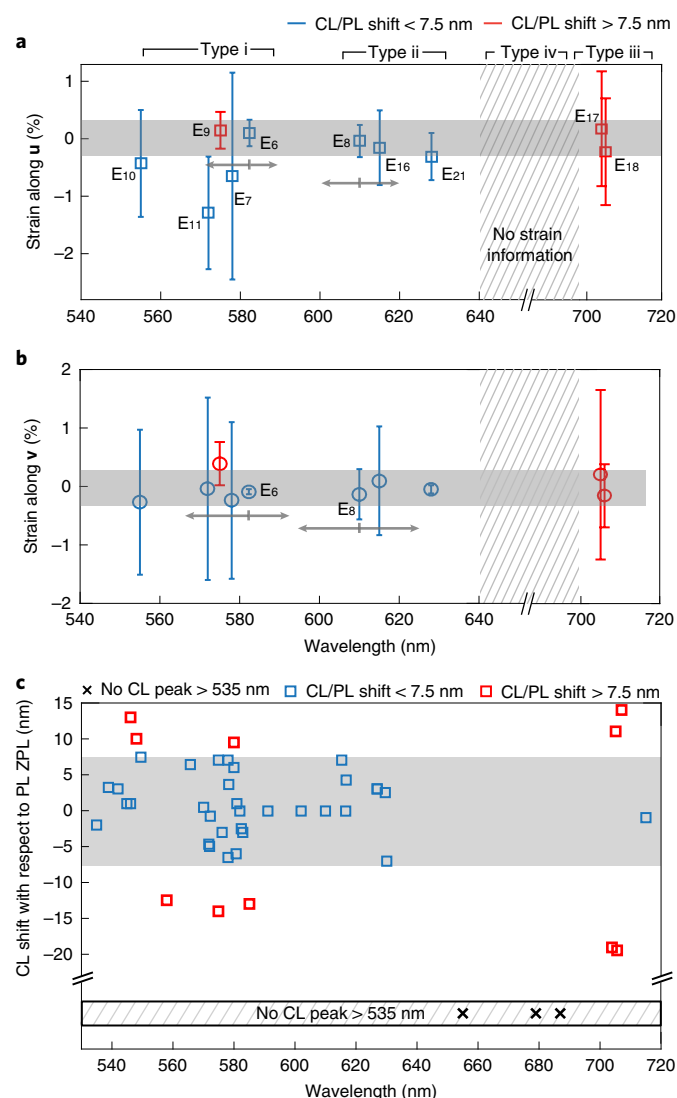 CL/PL shift < 7.5 nm CL/PL shift > 7.5 nm
a
Type i Type ii Type iv Type iii
Strain along u (%)
1
0
−1
−2
E10
E11
E9
E7
E6
E8
E16
E21
E17
E18
No strain
information
540 560 580 600 620 640 700 720
b
Strain along v (%)
2
1
0
−1
−2
E6
E8
540 560 580 600 620 640 680 700 720
Wavelength (nm)
c
× No CL peak > 535 nm CL/PL shift < 7.5 nm CL/PL shift > 7.5 nm
CL shift with respect to PL ZPL (nm)
15
10
5
0
−5
−10
−15
−20
No CL peak > 535 nm
540 560 580 600 620 640 660 680 700 720
Wavelength (nm)